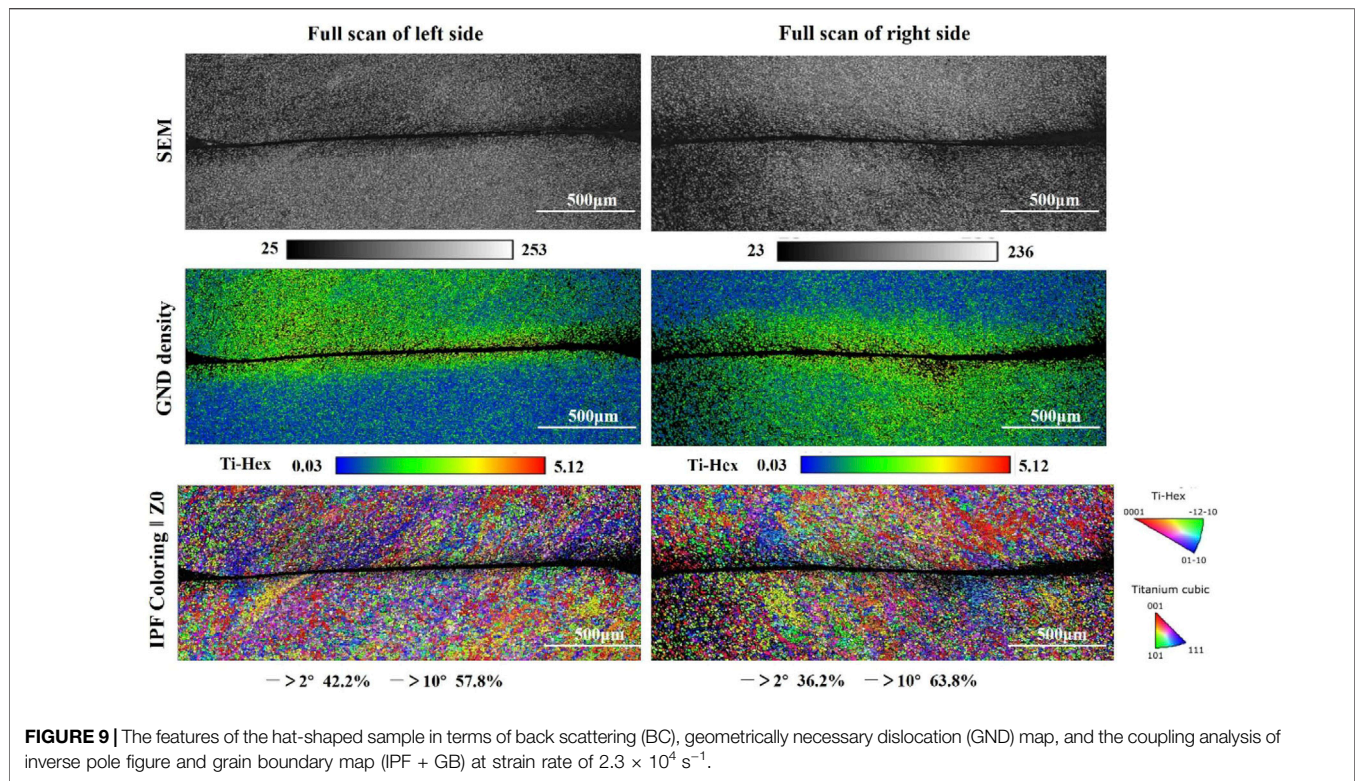 Full scan of left side Full scan of right side
SEM
500μm 500μm
25 253 23 236
GND density
500μm 500μm
Ti-Hex 0.03 5.12 Ti-Hex 0.03 5.12
IPF Coloring ∥ Z0
500μm 500μm
Ti-Hex
0001 -12-10
01-10
Titanium cubic
001
101 111
— > 2° 42.2% — > 10° 57.8% — > 2° 36.2% — > 10° 63.8%
FIGURE 9 | The features of the hat-shaped sample in terms of back scattering (BC), geometrically necessary dislocation (GND) map, and the coupling analysis of
inverse pole figure and grain boundary map (IPF + GB) at strain rate of 2.3 × 10⁴ s⁻¹.